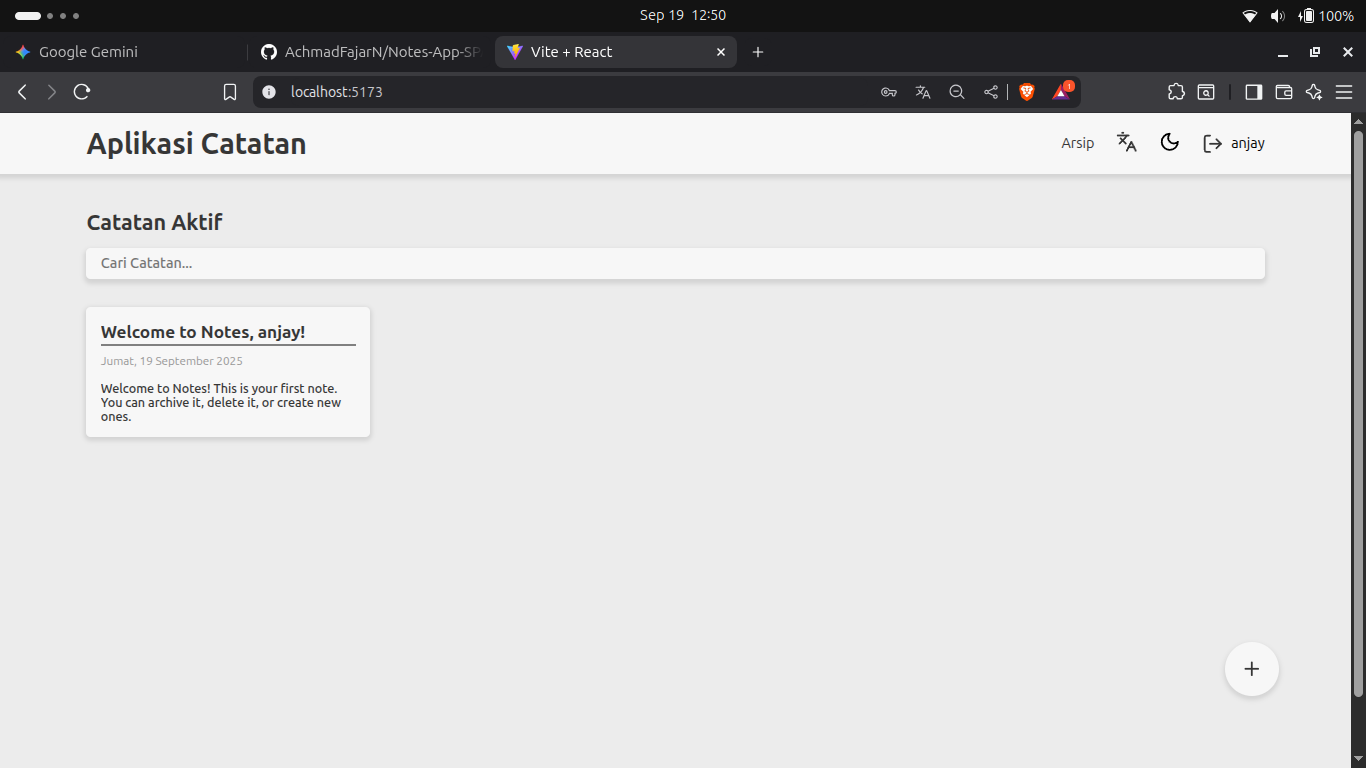 Sep 19 12:50
100%
Google Gemini
AchmadFajarN/Notes-App-SP
Vite + React
localhost:5173
1
Aplikasi Catatan
Arsip
anjay
Catatan Aktif
Cari Catatan...
Welcome to Notes, anjay!
Jumat, 19 September 2025
Welcome to Notes! This is your first note.
You can archive it, delete it, or create new
ones.